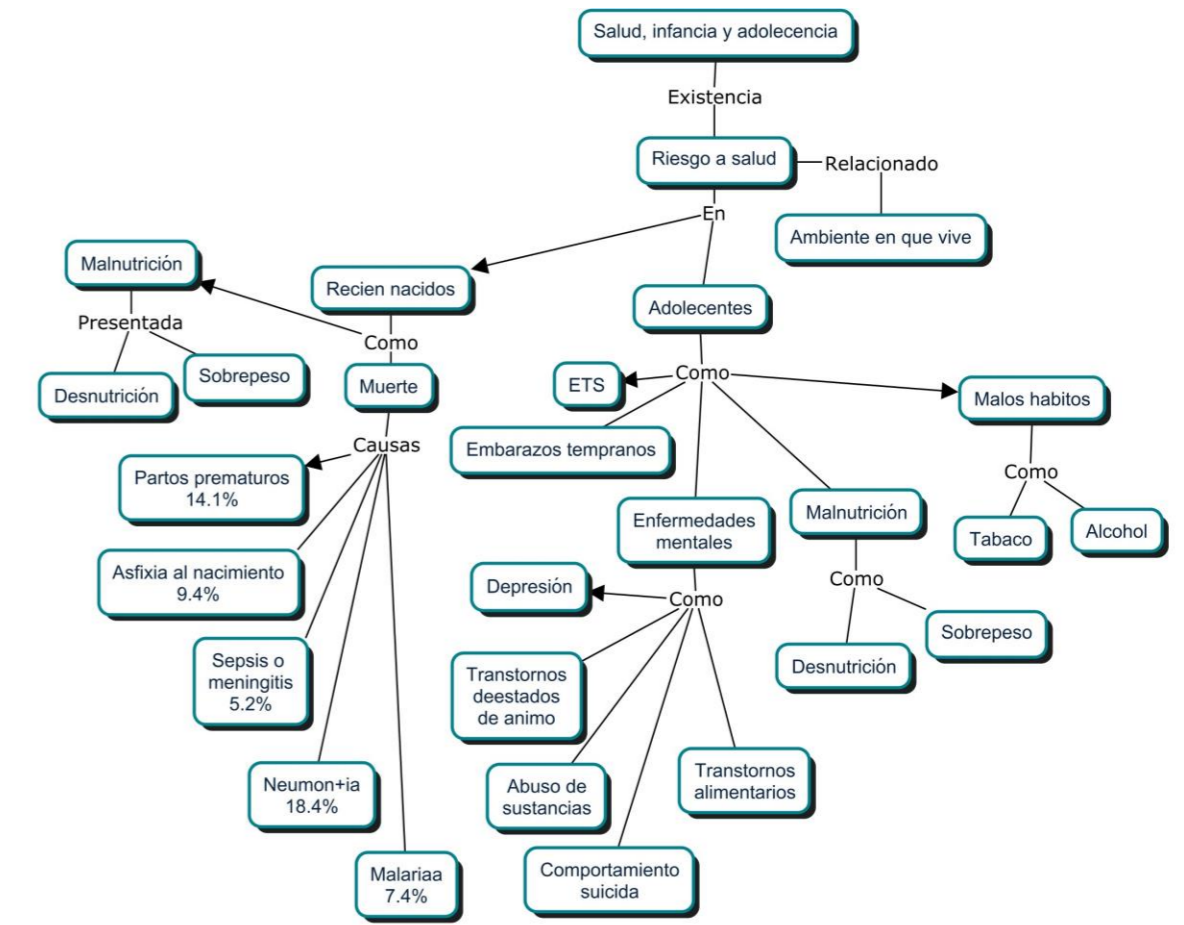 Salud, infancia y adolecencia
Existencia
Riesgo a salud
Relacionado
En
Ambiente en que vive
Malnutrición
Recien nacidos
Adolecentes
Presentada
Como
Desnutrición
Sobrepeso
Muerte
Causas
Partos prematuros
14.1%
Asfixia al nacimiento
9.4%
Sepsis o
meningitis
5.2%
Neumon+ia
18.4%
Malariaa
7.4%
Como
ETS
Embarazos tempranos
Enfermedades
mentales
Malnutrición
Malos habitos
Como
Tabaco
Alcohol
Como
Desnutrición
Sobrepeso
Como
Depresión
Transtornos
deestados
de animo
Abuso de
sustancias
Comportamiento
suicida
Transtornos
alimentarios